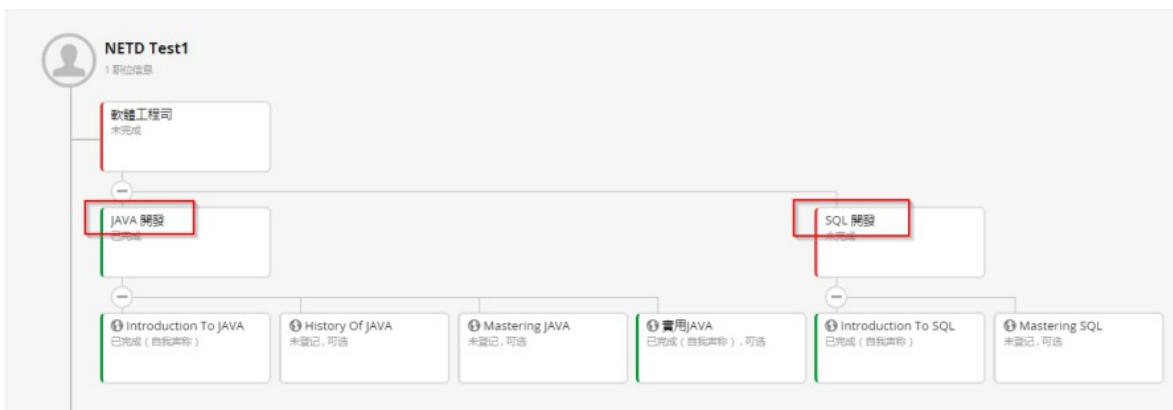 NETD Test1
1 职位信息
軟體工程司
未完成
JAVA 開發
已完成
SQL 開發
未完成
Introduction To JAVA
已完成（自我声称）
History Of JAVA
未登记，可选
Mastering JAVA
未登记，可选
實用JAVA
已完成（自我声称）, 可选
Introduction To SQL
已完成（自我声称）
Mastering SQL
未登记，可选